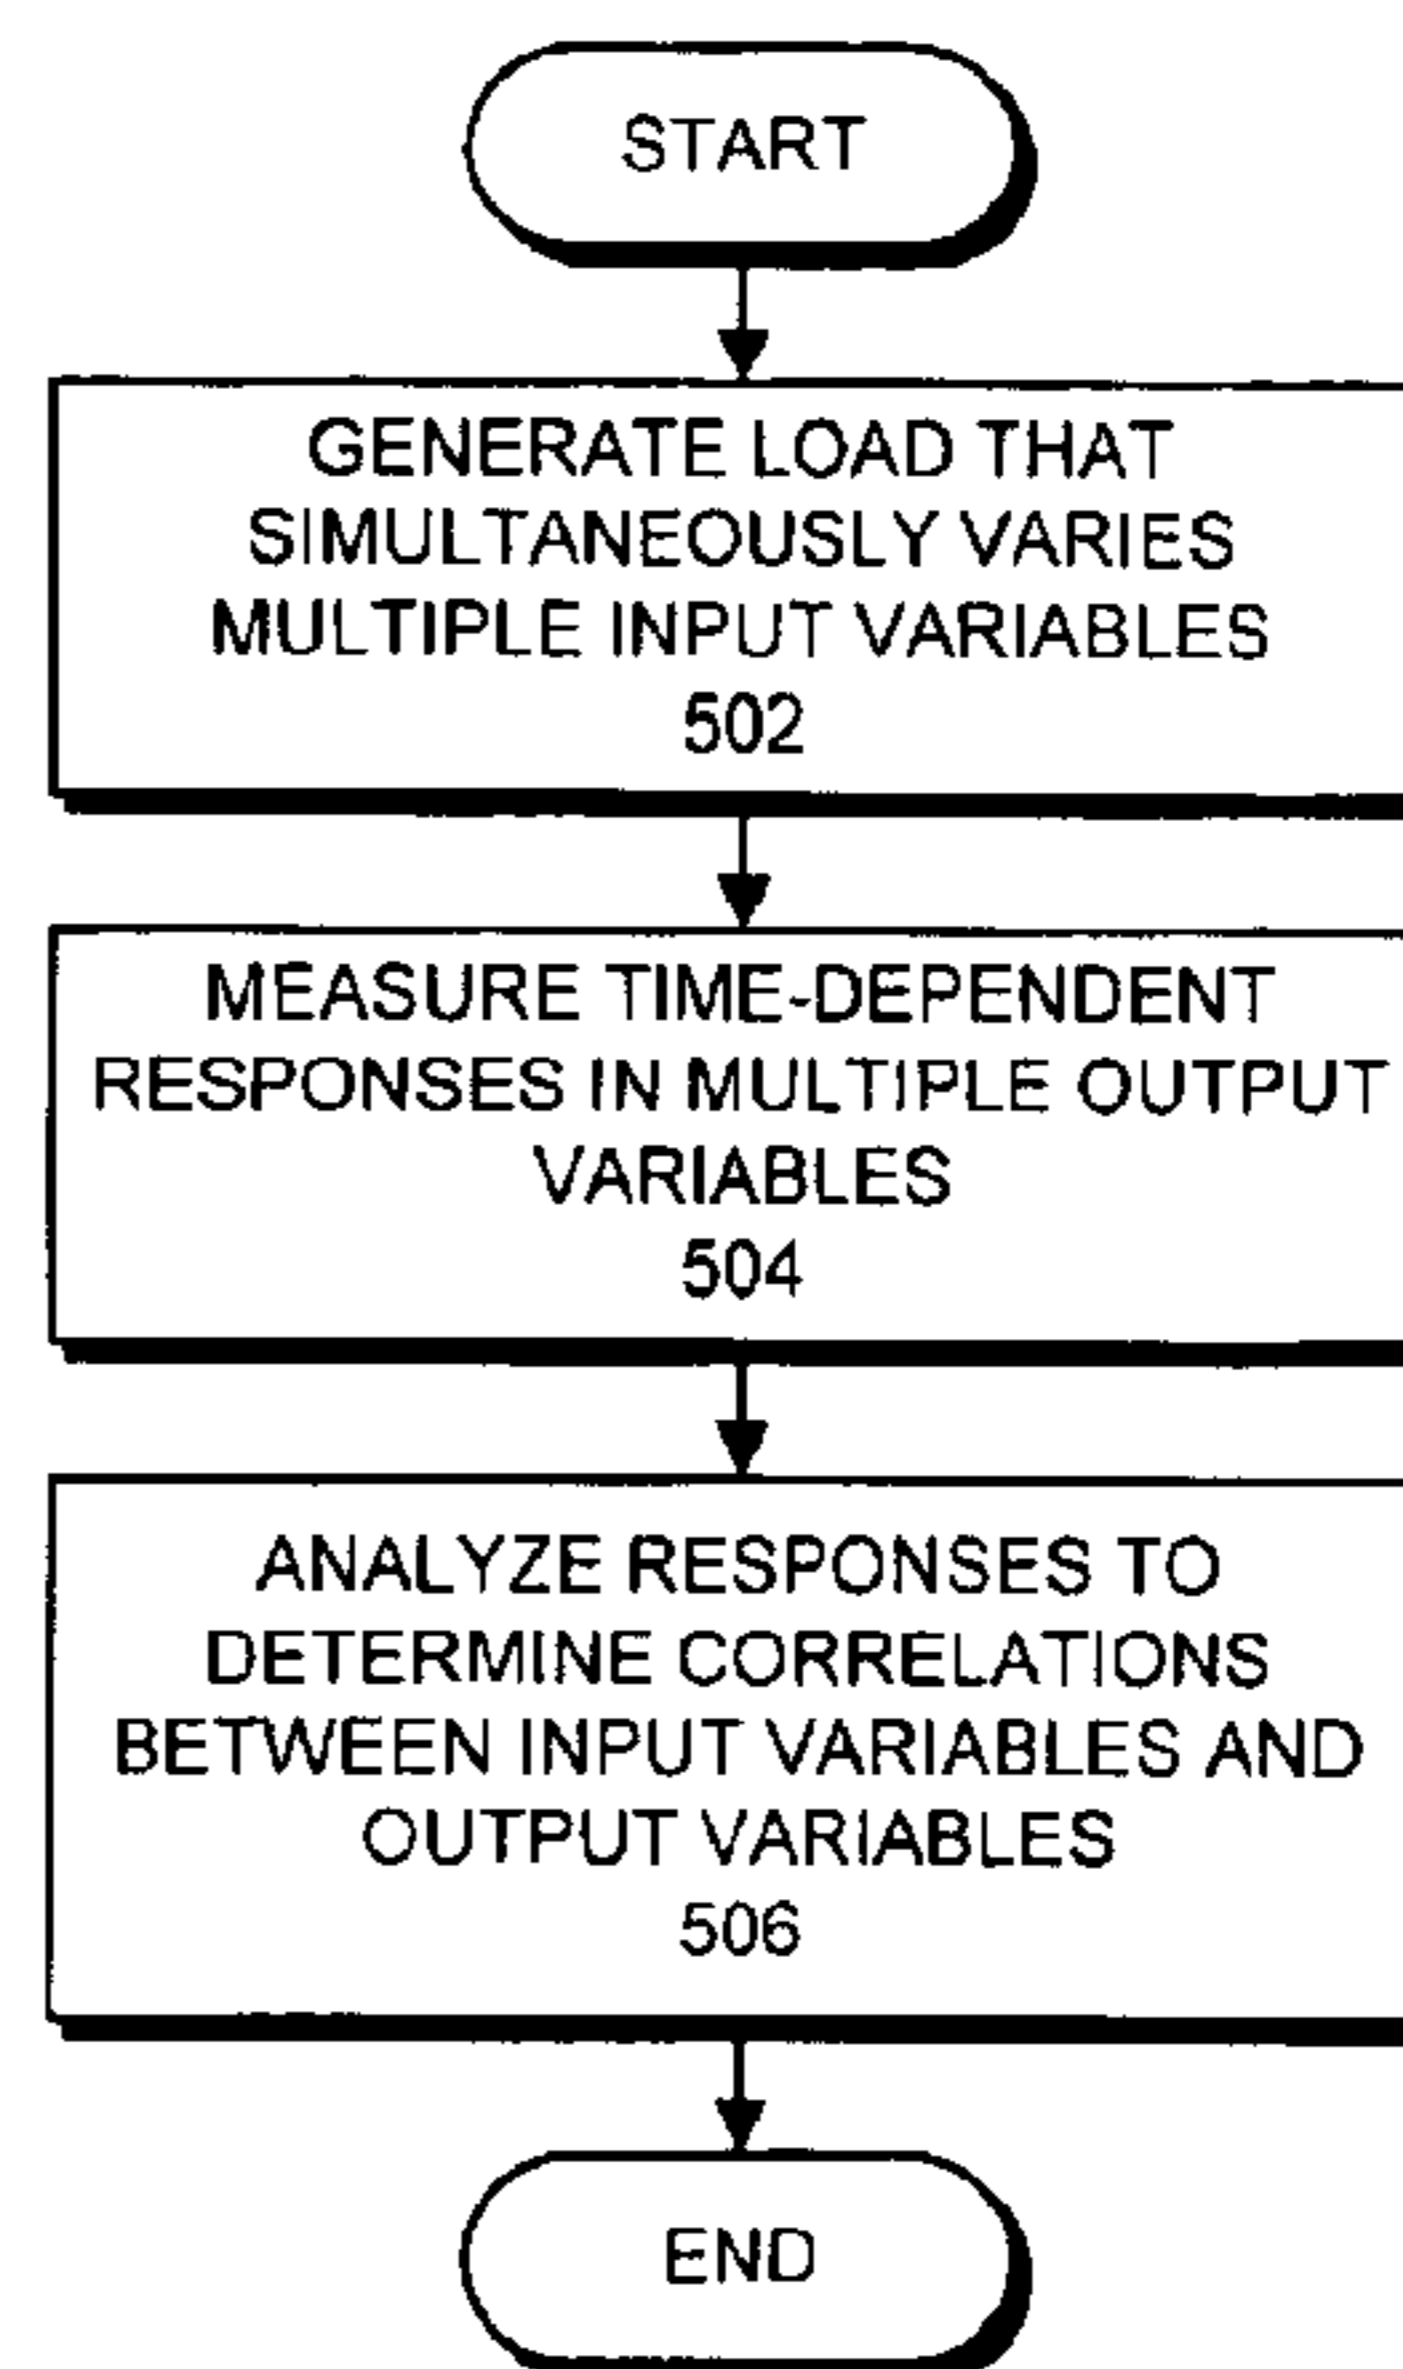 START
GENERATE LOAD THAT
SIMULTANEOUSLY VARIES
MULTIPLE INPUT VARIABLES
502
MEASURE TIME-DEPENDENT
RESPONSES IN MULTIPLE OUTPUT
VARIABLES
504
ANALYZE RESPONSES TO
DETERMINE CORRELATIONS
BETWEEN INPUT VARIABLES AND
OUTPUT VARIABLES
506
END